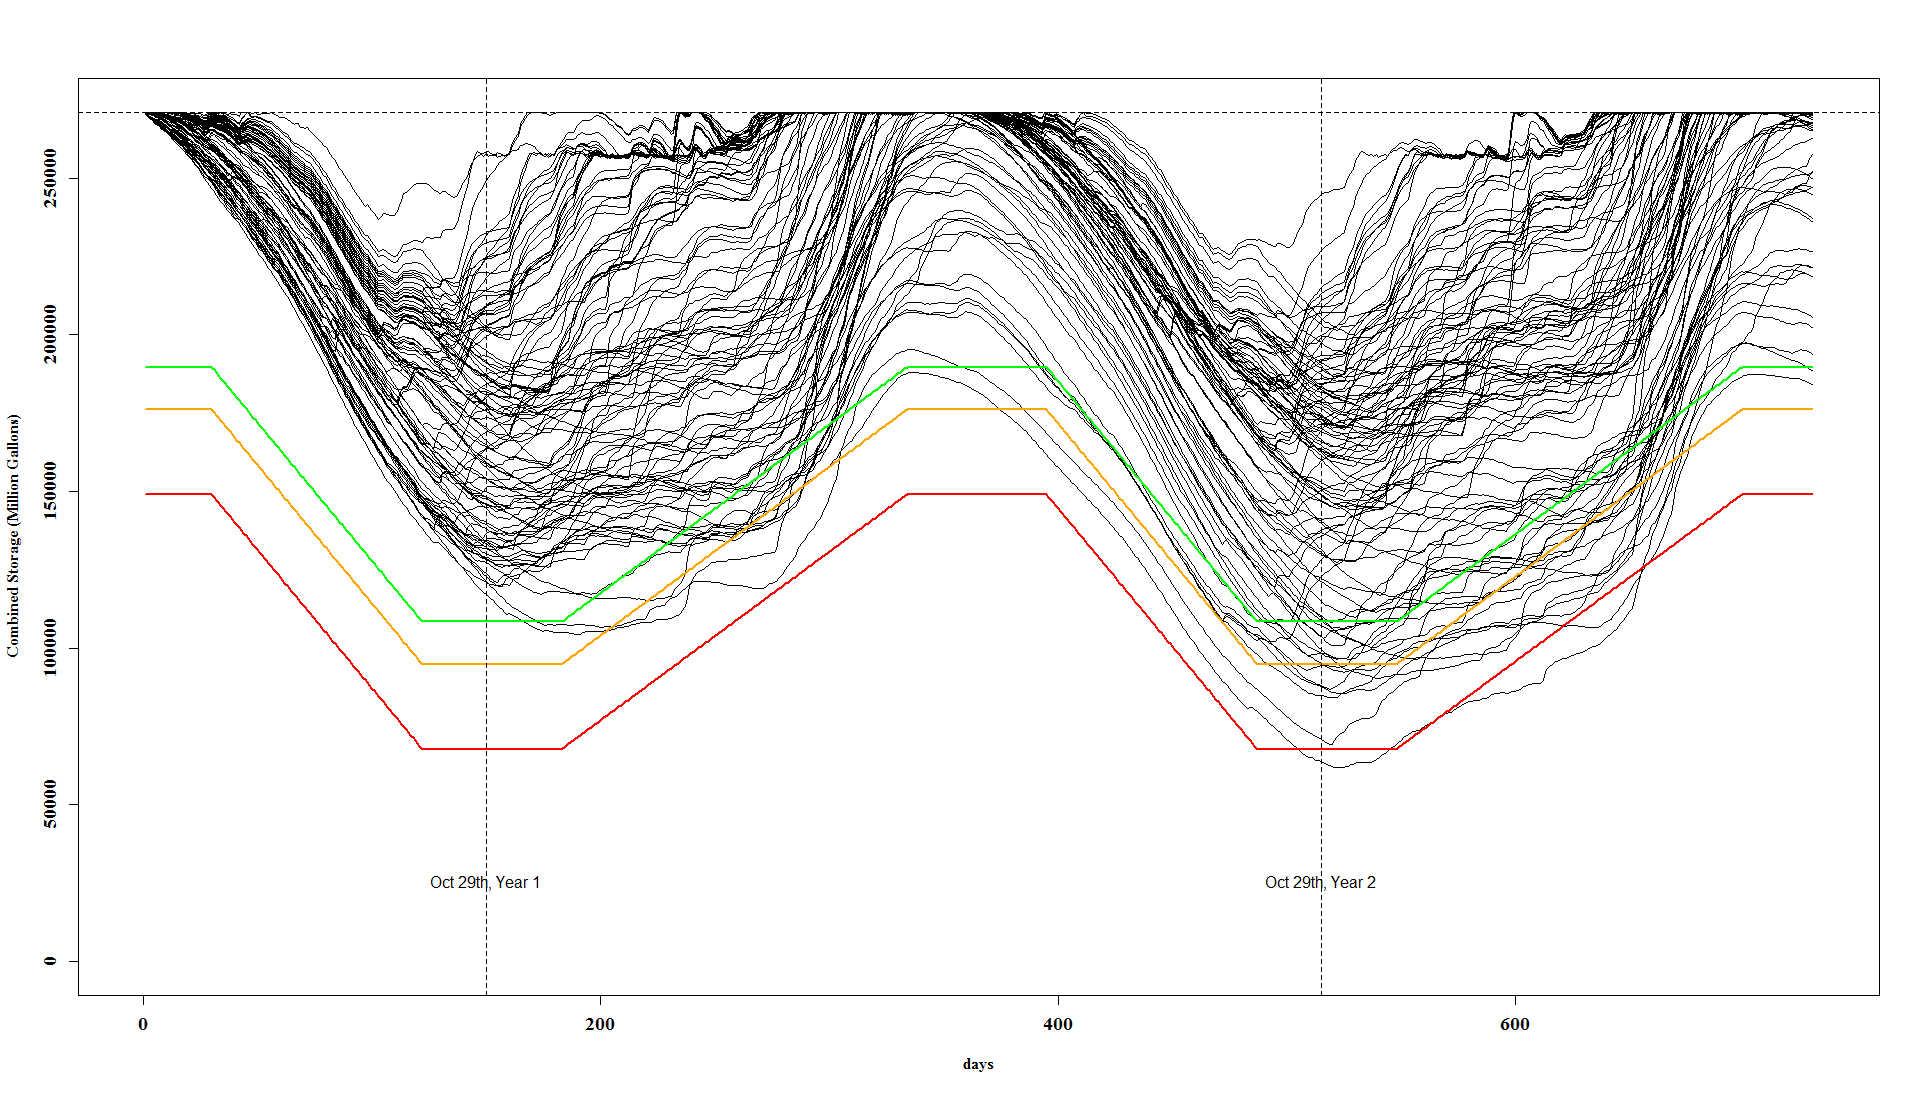 Combined Storage (Million Gallons)
250000
200000
150000
100000
50000
0
Oct 29th, Year 1
Oct 29th, Year 2
0
200
400
600
days